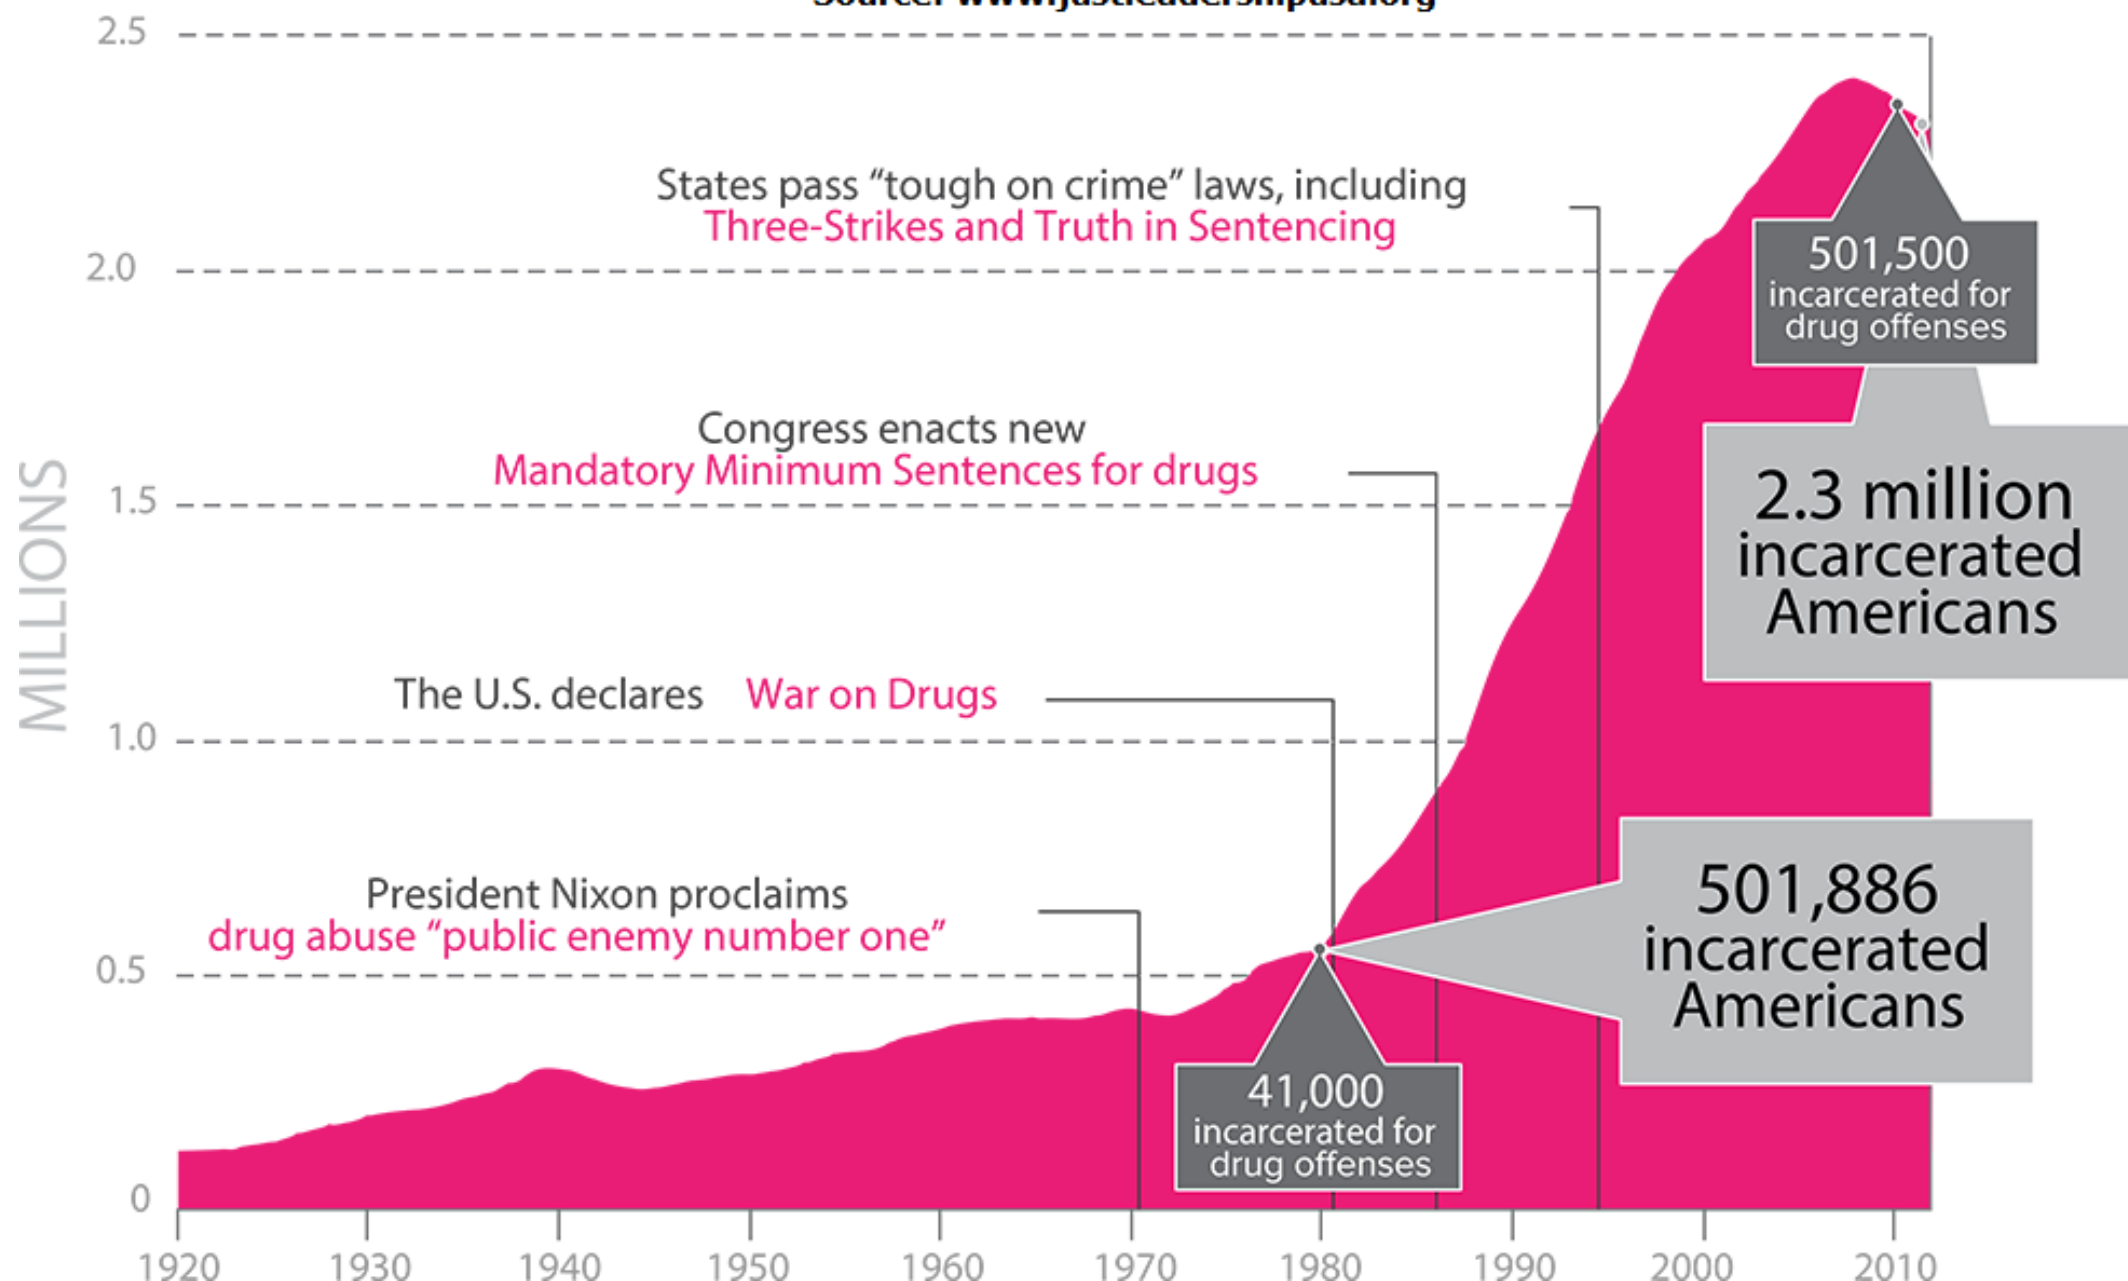 Source: www.justleadershipusa.org
2.5
States pass “tough on crime” laws, including
Three-Strikes and Truth in Sentencing
2.0
501,500
incarcerated for
drug offenses
Congress enacts new
Mandatory Minimum Sentences for drugs
1.5
2.3 million
incarcerated
Americans
MILLIONS
The U.S. declares War on Drugs
1.0
President Nixon proclaims
drug abuse “public enemy number one”
0.5
501,886
incarcerated
Americans
41,000
incarcerated for
drug offenses
0
1920 1930 1940 1950 1960 1970 1980 1990 2000 2010